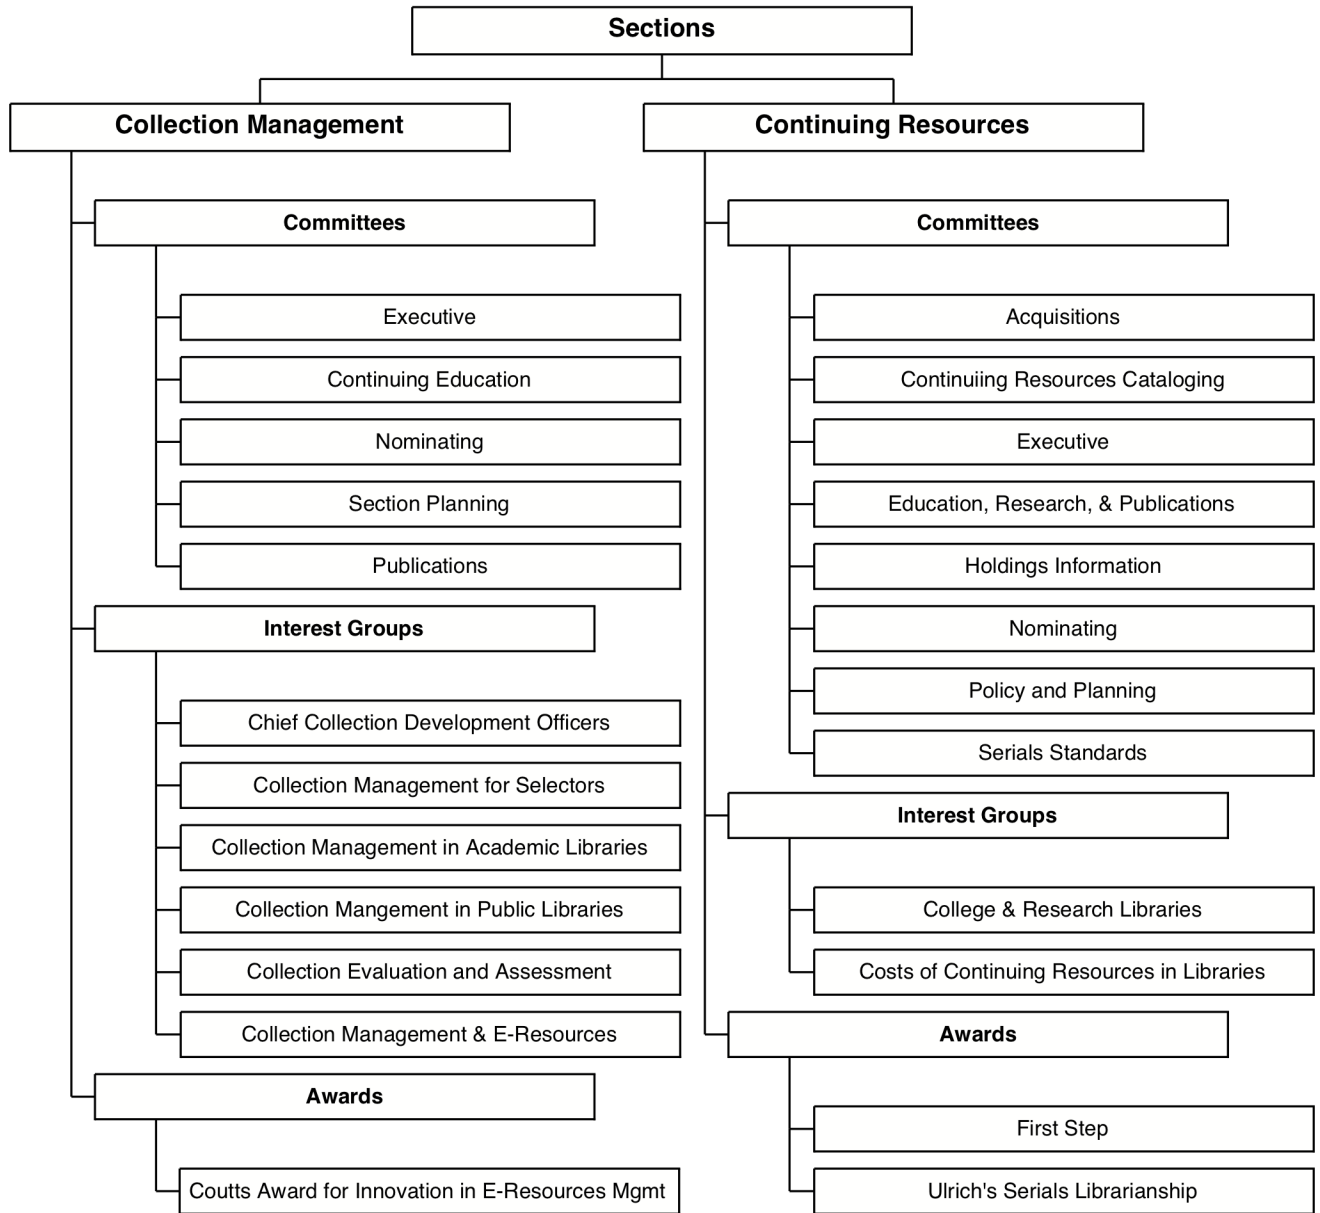 Sections
Collection Management
Committees
Executive
Continuing Education
Nominating
Section Planning
Publications
Interest Groups
Chief Collection Development Officers
Collection Management for Selectors
Collection Management in Academic Libraries
Collection Mangement in Public Libraries
Collection Evaluation and Assessment
Collection Management & E-Resources
Awards
Coutts Award for Innovation in E-Resources Mgmt
Continuing Resources
Committees
Acquisitions
Continuiing Resources Cataloging
Executive
Education, Research, & Publications
Holdings Information
Nominating
Policy and Planning
Serials Standards
Interest Groups
College & Research Libraries
Costs of Continuing Resources in Libraries
Awards
First Step
Ulrich's Serials Librarianship